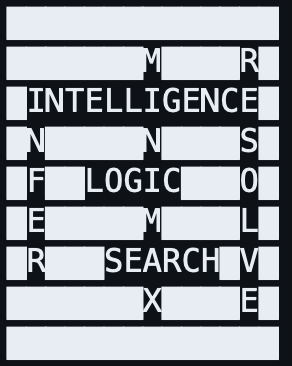 M R
INTELLIGENCE
N N S
F LOGIC O
E M L
R SEARCH V
X E